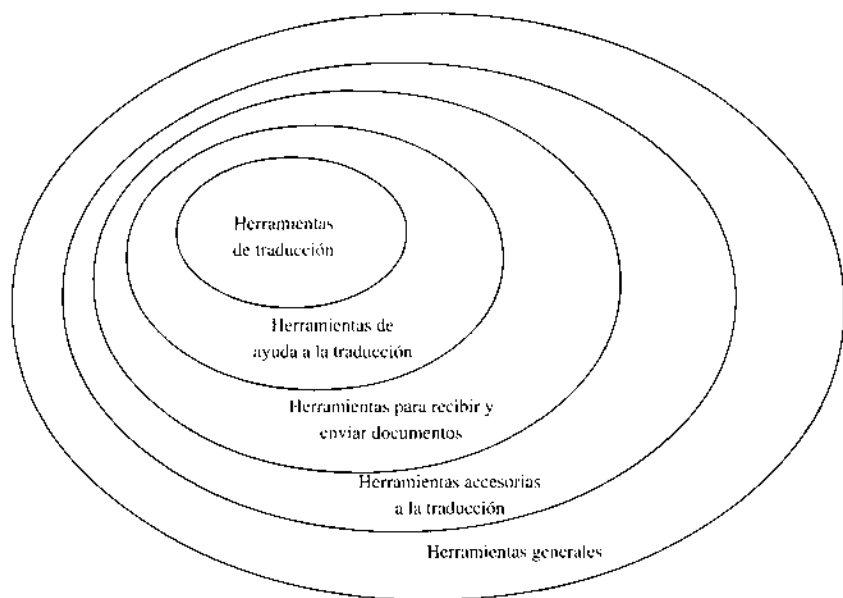 Herramientas
de traducción
Herramientas de
ayuda a la traducción
Herramientas para recibir y
enviar documentos
Herramientas accesorias
a la traducción
Herramientas generales